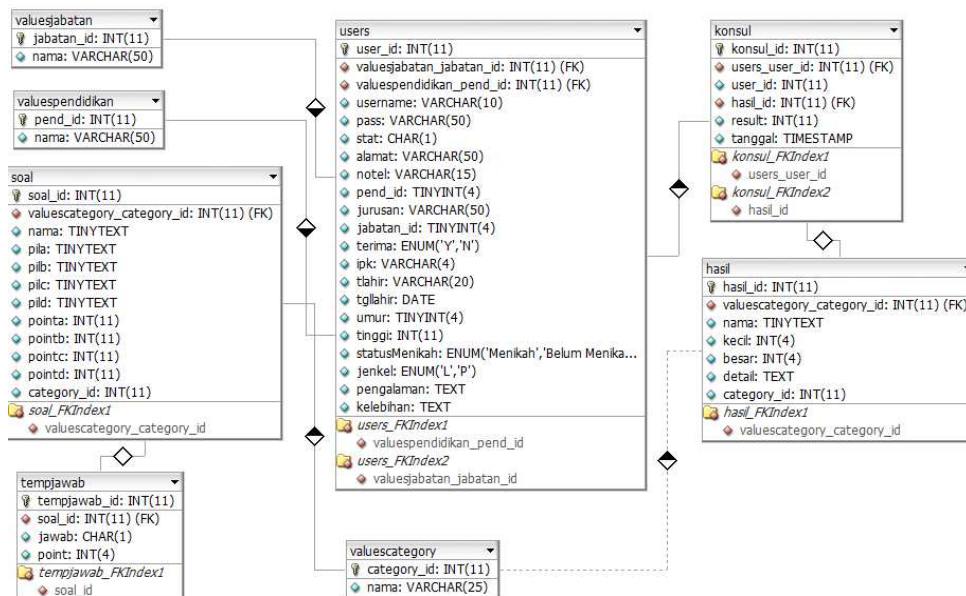 valuesjabatan
jabatan_id: INT(11)
nama: VARCHAR(50)
valuespendidikan
pend_id: INT(11)
nama: VARCHAR(50)
soal
soal_id: INT(11)
valuescategory_category_id: INT(11) (FK)
nama: TINYTEXT
pila: TINYTEXT
pilb: TINYTEXT
pilc: TINYTEXT
pild: TINYTEXT
pointa: INT(11)
pointb: INT(11)
pointc: INT(11)
pointd: INT(11)
category_id: INT(11)
soal_FKIndex1
valuescategory_category_id
tempjawab
tempjawab_id: INT(11)
soal_id: INT(11) (FK)
jawab: CHAR(1)
point: INT(4)
tempjawab_FKIndex1
soal_id
users
user_id: INT(11)
valuesjabatan_jabatan_id: INT(11) (FK)
valuespendidikan_pend_id: INT(11) (FK)
username: VARCHAR(10)
pass: VARCHAR(50)
stat: CHAR(1)
alamat: VARCHAR(50)
notel: VARCHAR(15)
pend_id: TINYINT(4)
jurusan: VARCHAR(50)
jabatan_id: TINYINT(4)
terima: ENUM('Y','N')
ipk: VARCHAR(4)
tlahir: VARCHAR(20)
tgllahir: DATE
umur: TINYINT(4)
tinggi: INT(11)
statusMenikah: ENUM('Menikah','Belum Menika...
jenkel: ENUM('L','P')
pengalaman: TEXT
kelebihan: TEXT
users_FKIndex1
valuespendidikan_pend_id
users_FKIndex2
valuesjabatan_jabatan_id
valuescategory
category_id: INT(11)
nama: VARCHAR(25)
konsul
konsul_id: INT(11)
users_user_id: INT(11) (FK)
user_id: INT(11)
hasil_id: INT(11) (FK)
result: INT(11)
tanggal: TIMESTAMP
konsul_FKIndex1
users_user_id
konsul_FKIndex2
hasil_id
hasil
hasil_id: INT(11)
valuescategory_category_id: INT(11) (FK)
nama: TINYTEXT
kecil: INT(4)
besar: INT(4)
detail: TEXT
category_id: INT(11)
hasil_FKIndex1
valuescategory_category_id